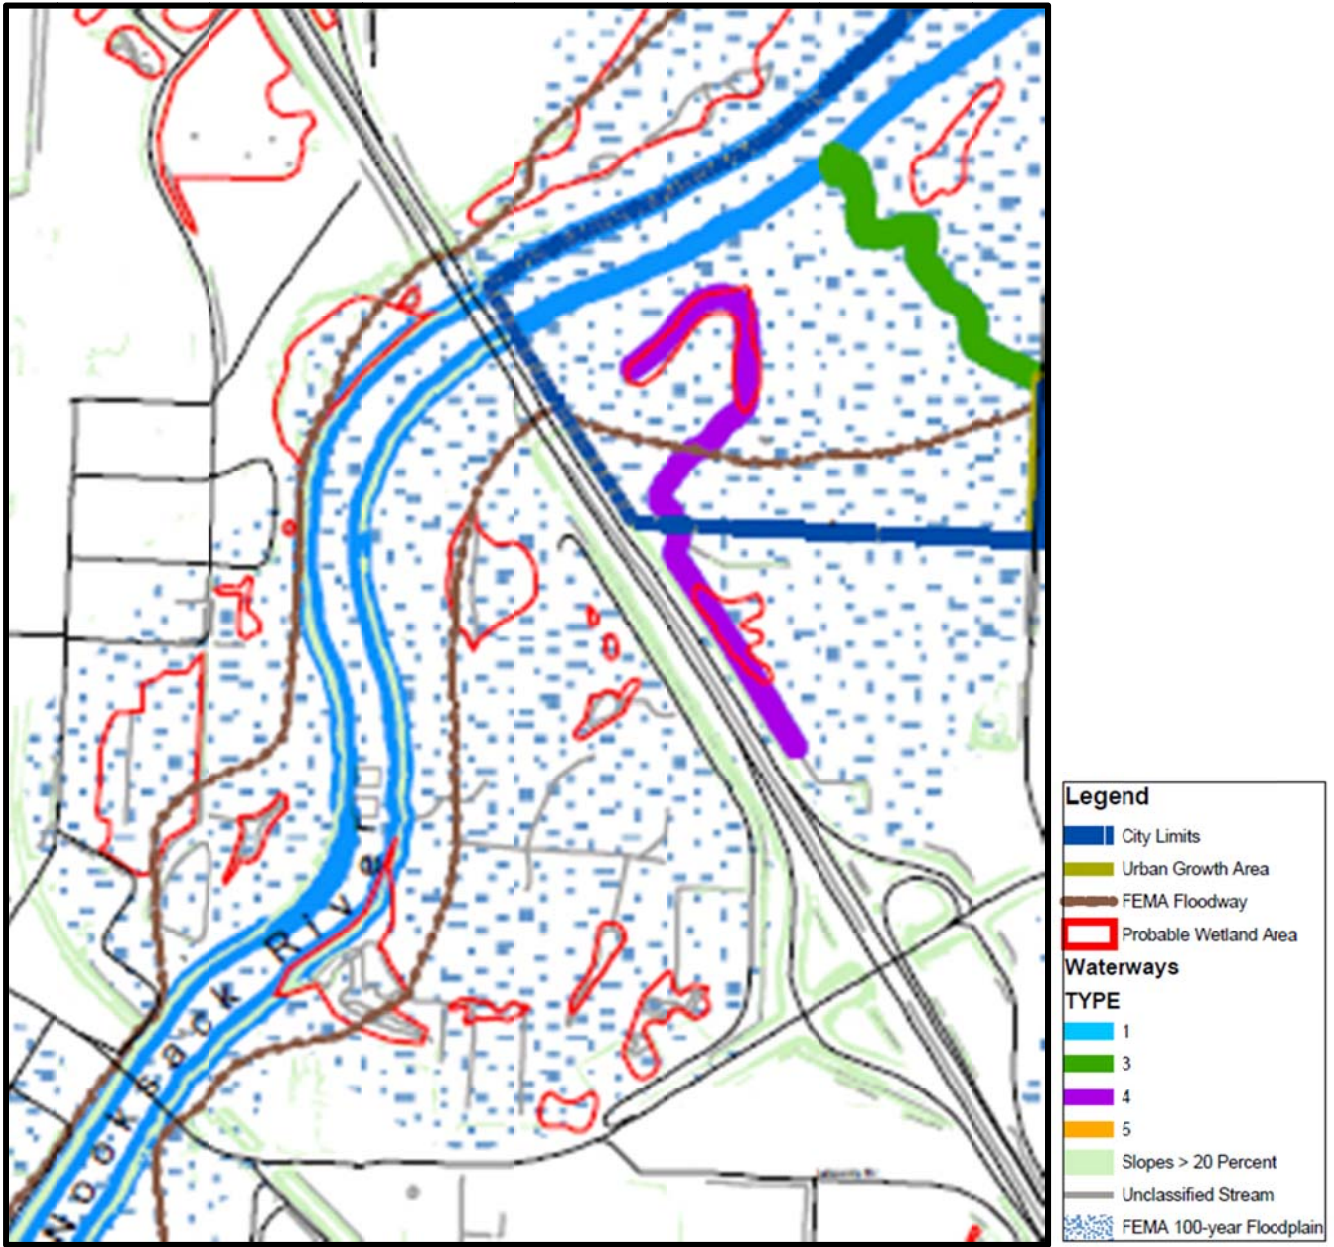 Nooksack River
Legend
City Limits
Urban Growth Area
FEMA Floodway
Probable Wetland Area
Waterways
TYPE
1
3
4
5
Slopes > 20 Percent
Unclassified Stream
FEMA 100-year Floodplain